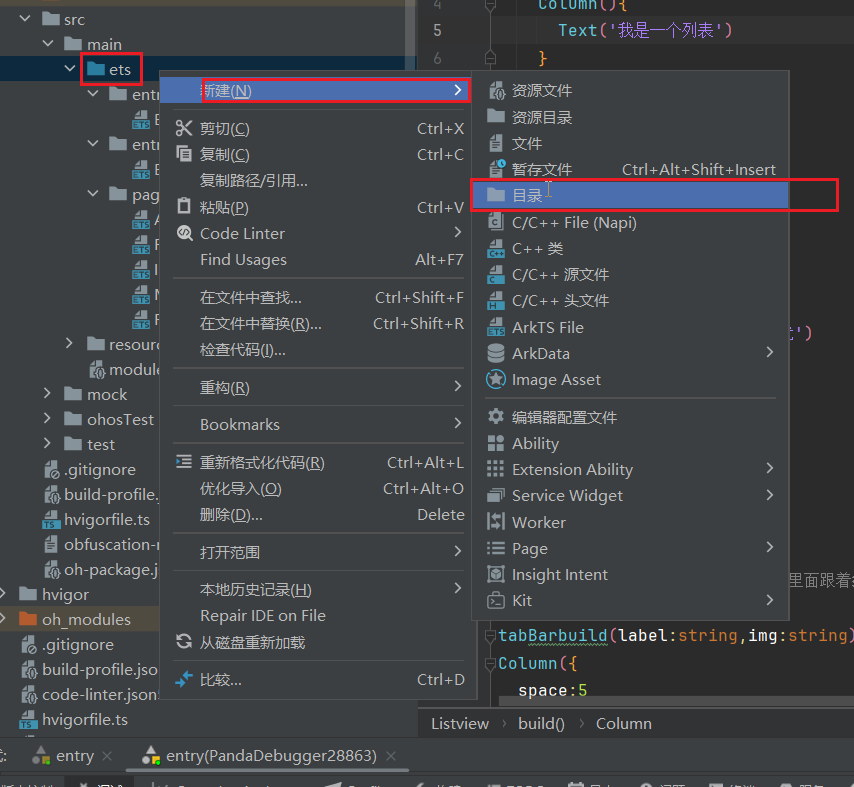 src
main
ets
resour
module
mock
ohosTest
test
.gitignore
build-profile.
hvigorfile.ts
oh-package.j
hvigor
oh_modules
.gitignore
build-profile.jso
code-linter.json
hvigorfile.ts
新建(N)
剪切(C) Ctrl+X
复制(C) Ctrl+C
复制路径/引用...
粘贴(P) Ctrl+V
Code Linter
Find Usages Alt+F7
在文件中查找... Ctrl+Shift+F
在文件中替换(R)... Ctrl+Shift+R
检查代码(I)...
重构(R)
Bookmarks
重新格式化代码(R) Ctrl+Alt+L
优化导入(O) Ctrl+Alt+O
删除(D)... Delete
打开范围
本地历史记录(H)
Repair IDE on File
从磁盘重新加载
比较... Ctrl+D
资源文件
资源目录
文件
暂存文件 Ctrl+Alt+Shift+Insert
目录
C/C++ File (Napi)
C++ 类
C/C++ 源文件
C/C++ 头文件
ArkTS File
ArkData
Image Asset
编辑器配置文件
Ability
Extension Ability
Service Widget
Worker
Page
Insight Intent
Kit
4 Column(){
5 Text('我是一个列表')
6 }
')
里面跟着
tabBarbuild(label:string,img:string)
Column({
space:5
Listview › build() › Column
entry
entry(PandaDebugger28863)